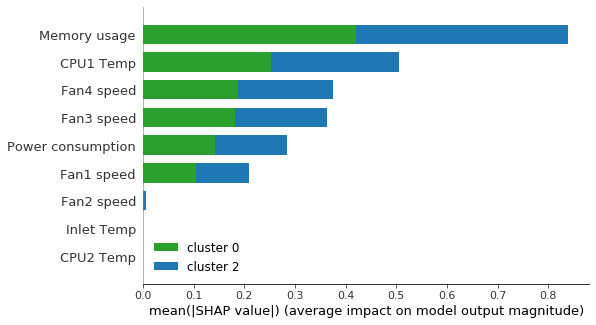 Memory usage
CPU1 Temp
Fan4 speed
Fan3 speed
Power consumption
Fan1 speed
Fan2 speed
Inlet Temp
CPU2 Temp
cluster 0
cluster 2
0.0 0.1 0.2 0.3 0.4 0.5 0.6 0.7 0.8
mean(|SHAP value|) (average impact on model output magnitude)